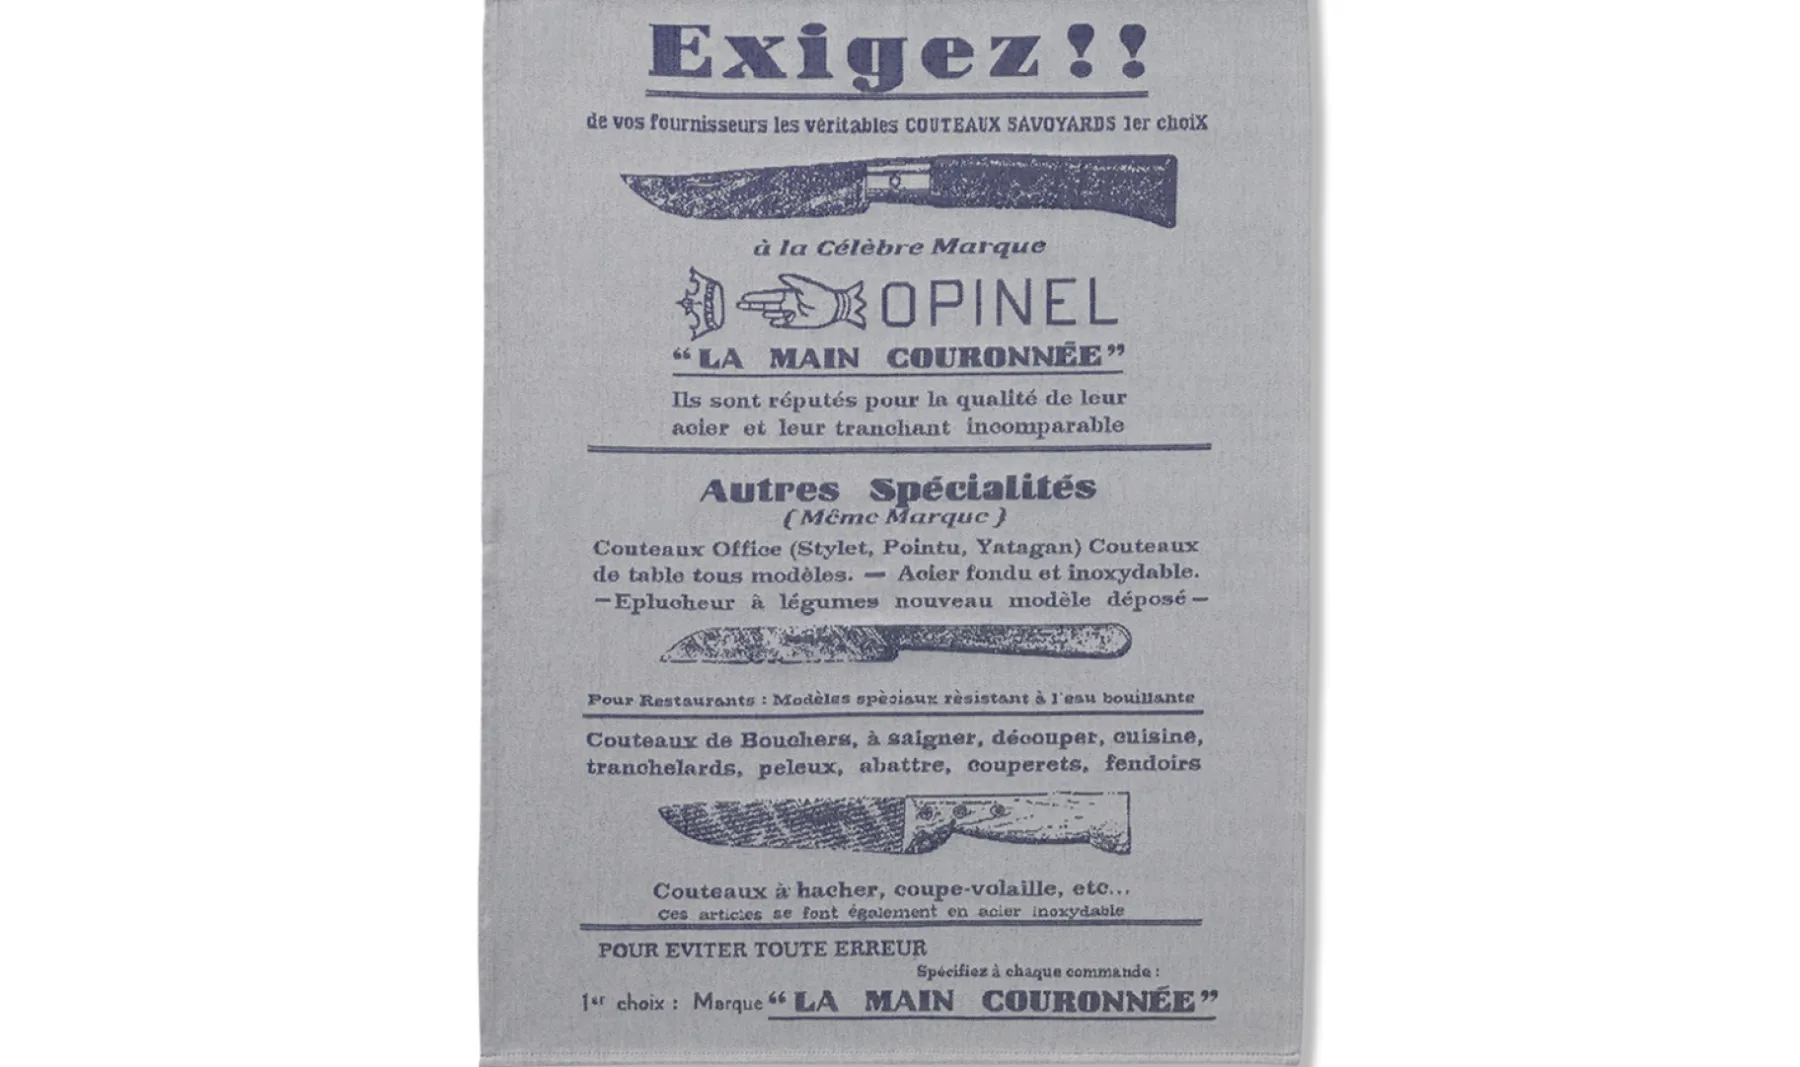 Exigez!!
de vos fournisseurs les véritables COUTEAUX SAVOYARDS 1er choiX
à la Célèbre Marque
OPINEL
“LA MAIN COURONNÉE”
Ils sont réputés pour la qualité de leur
acier et leur tranchant incomparable
Autres Spécialités
(Même Marque)
Couteaux Office (Stylet, Pointu, Yatagan) Couteaux
de table tous modèles. — Acier fondu et inoxydable.
—Eplucheur à légumes nouveau modèle déposé—
Pour Restaurants : Modèles spèciaux rèsistant à l'eau bouillante
Couteaux de Bouchers, à saigner, découper, cuisine,
tranchelards, peleux, abattre, couperets, fendoirs
Couteaux à hacher, coupe-volaille, etc...
Ces articles se font également en acier inoxydable
POUR EVITER TOUTE ERREUR
Spécifiez à chaque commande :
1er choix : Marque “LA MAIN COURONNÉE”